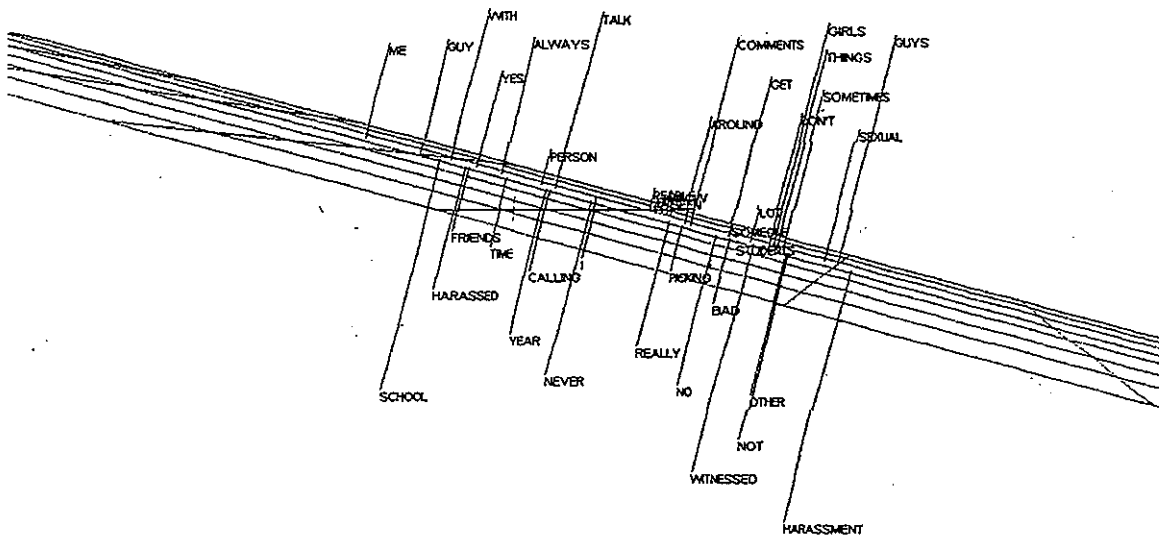 WITH
TALK
GIRLS
GUYS
ME
GUY
ALWAYS
COMMENTS
THINGS
YES
GET
SOMETIMES
AROUND
DON'T
SEXUAL
PERSON
LOT
SOMEONE
FRIENDS
TIME
STUDENTS
HARASSED
CALLING
PICKING
BAD
YEAR
REALLY
NEVER
SCHOOL
NO
OTHER
NOT
WITNESSED
HARASSMENT